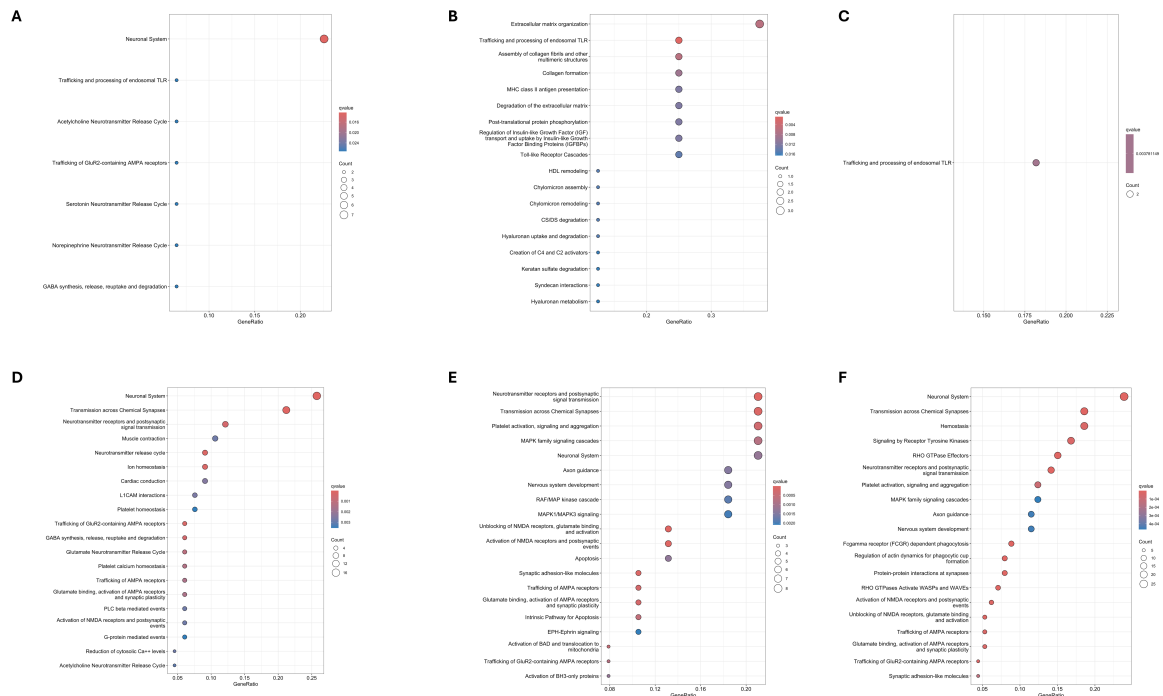 A
Neuronal System
Trafficking and processing of endosomal TLR
Acetylcholine Neurotransmitter Release Cycle
Trafficking of GluR2-containing AMPA receptors
Serotonin Neurotransmitter Release Cycle
Norepinephrine Neurotransmitter Release Cycle
GABA synthesis, release, reuptake and degradation
0.10
0.15
0.20
GeneRatio
qvalue
0.016
0.020
0.024
Count
2
3
4
5
6
7
B
Extracellular matrix organization
Trafficking and processing of endosomal TLR
Assembly of collagen fibrils and other
multimeric structures
Collagen formation
MHC class II antigen presentation
Degradation of the extracellular matrix
Post-translational protein phosphorylation
Regulation of Insulin-like Growth Factor (IGF)
transport and uptake by Insulin-like Growth
Factor Binding Proteins (IGFBPs)
Toll-like Receptor Cascades
HDL remodeling
Chylomicron assembly
Chylomicron remodeling
CS/DS degradation
Hyaluronan uptake and degradation
Creation of C4 and C2 activators
Keratan sulfate degradation
Syndecan interactions
Hyaluronan metabolism
0.2
0.3
GeneRatio
qvalue
0.004
0.008
0.012
0.016
Count
1.0
1.5
2.0
2.5
3.0
C
Trafficking and processing of endosomal TLR
0.150
0.175
0.200
0.225
GeneRatio
qvalue
Count
2
D
Neuronal System
Transmission across Chemical Synapses
Neurotransmitter receptors and postsynaptic
signal transmission
Muscle contraction
Neurotransmitter release cycle
Ion homeostasis
Cardiac conduction
L1CAM interactions
Platelet homeostasis
Trafficking of GluR2-containing AMPA receptors
GABA synthesis, release, reuptake and degradation
Glutamate Neurotransmitter Release Cycle
Platelet calcium homeostasis
Trafficking of AMPA receptors
Glutamate binding, activation of AMPA receptors
and synaptic plasticity
PLC beta mediated events
Activation of NMDA receptors and postsynaptic
events
G-protein mediated events
Reduction of cytosolic Ca++ levels
Acetylcholine Neurotransmitter Release Cycle
0.05
0.10
0.15
0.20
0.25
GeneRatio
qvalue
0.001
0.002
0.003
Count
4
8
12
16
E
Neurotransmitter receptors and postsynaptic
signal transmission
Transmission across Chemical Synapses
Platelet activation, signaling and aggregation
MAPK family signaling cascades
Neuronal System
Axon guidance
Nervous system development
RAF/MAP kinase cascade
MAPK1/MAPK3 signaling
Unblocking of NMDA receptors, glutamate binding
and activation
Activation of NMDA receptors and postsynaptic
events
Apoptosis
Synaptic adhesion-like molecules
Trafficking of AMPA receptors
Glutamate binding, activation of AMPA receptors
and synaptic plasticity
Intrinsic Pathway for Apoptosis
EPH-Ephrin signaling
Activation of BAD and translocation to
mitochondria
Trafficking of GluR2-containing AMPA receptors
Activation of BH3-only proteins
0.08
0.12
0.16
0.20
GeneRatio
qvalue
0.0005
0.0010
0.0015
0.0020
Count
3
4
5
6
7
8
F
Neuronal System
Transmission across Chemical Synapses
Hemostasis
Signaling by Receptor Tyrosine Kinases
RHO GTPase Effectors
Neurotransmitter receptors and postsynaptic
signal transmission
Platelet activation, signaling and aggregation
MAPK family signaling cascades
Axon guidance
Nervous system development
Fcgamma receptor (FCGR) dependent phagocytosis
Regulation of actin dynamics for phagocytic cup
formation
Protein-protein interactions at synapses
RHO GTPases Activate WASPs and WAVEs
Activation of NMDA receptors and postsynaptic
events
Unblocking of NMDA receptors, glutamate binding
and activation
Trafficking of AMPA receptors
Glutamate binding, activation of AMPA receptors
and synaptic plasticity
Trafficking of GluR2-containing AMPA receptors
Synaptic adhesion-like molecules
0.05
0.10
0.15
0.20
GeneRatio
qvalue
1e-04
2e-04
3e-04
4e-04
Count
5
10
15
20
25